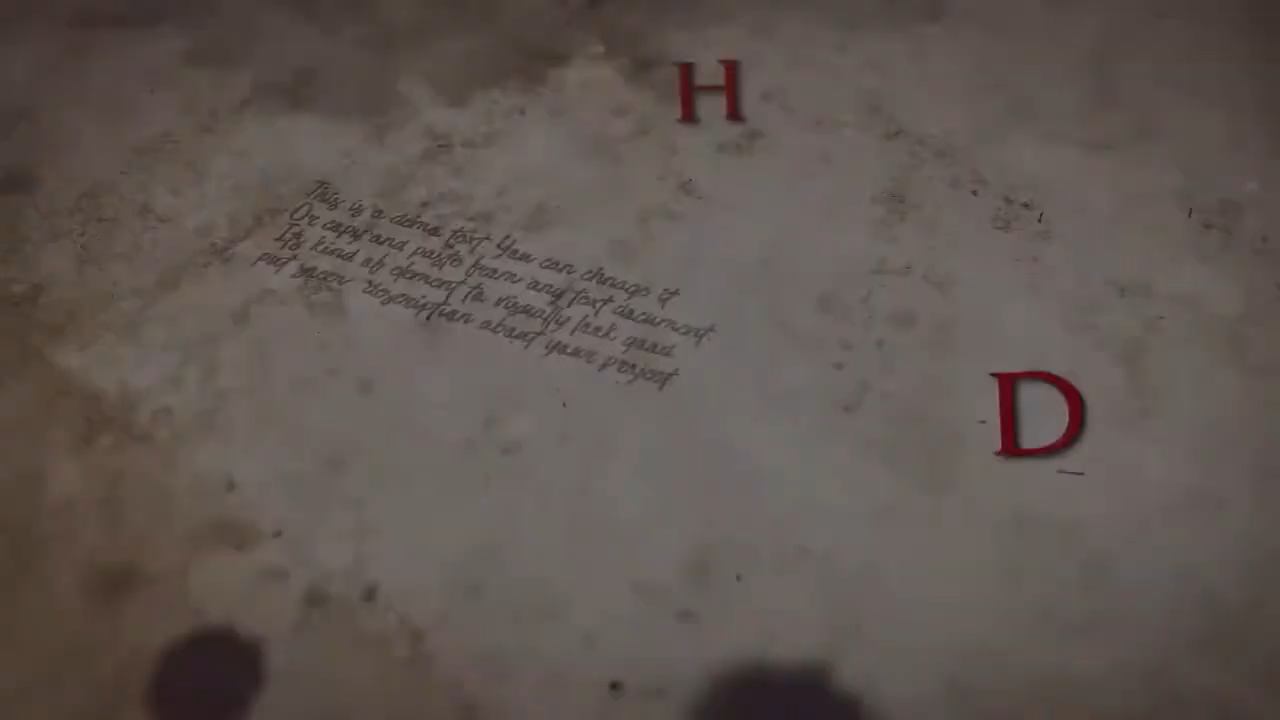 H
This is a demo text. You can chnage it
Or copy and paste from any text document.
Its kind of element to visually look good
put your description about your project
D